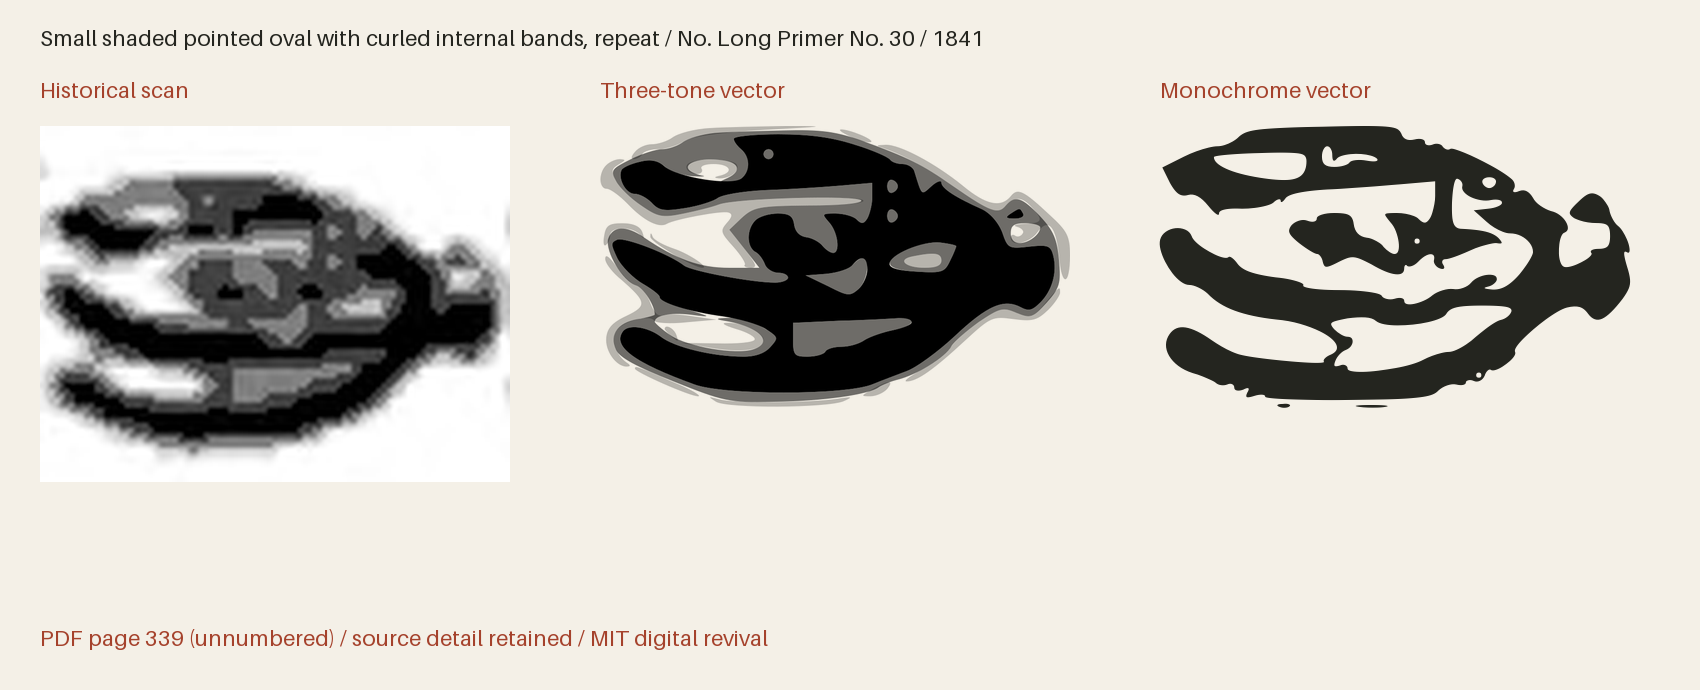 Small shaded pointed oval with curled internal bands, repeat / No. Long Primer No. 30 / 1841
Historical scan
Three-tone vector
Monochrome vector
PDF page 339 (unnumbered) / source detail retained / MIT digital revival